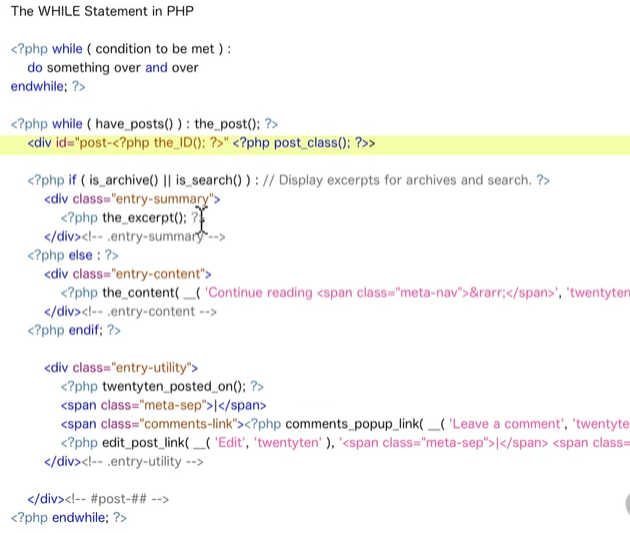 The WHILE Statement in PHP
<?php while ( condition to be met ) :
do something over and over
endwhile; ?>
<?php while ( have_posts() ) : the_post(); ?>
<div id="post-<?php the_ID(); ?>" <?php post_class(); ?>>
<?php if ( is_archive() || is_search() ) : // Display excerpts for archives and search. ?>
<div class="entry-summary">
<?php the_excerpt(); ?
</div><!-- .entry-summary -->
<?php else : ?>
<div class="entry-content">
<?php the_content( __( 'Continue reading <span class="meta-nav">&rarr;</span>', 'twentyten
</div><!-- .entry-content -->
<?php endif; ?>
<div class="entry-utility">
<?php twentyten_posted_on(); ?>
<span class="meta-sep">|</span>
<span class="comments-link"><?php comments_popup_link( __( 'Leave a comment', 'twentyte
<?php edit_post_link( __( 'Edit', 'twentyten' ), '<span class="meta-sep">|</span> <span class=
</div><!-- .entry-utility -->
</div><!-- #post-## -->
<?php endwhile; ?>